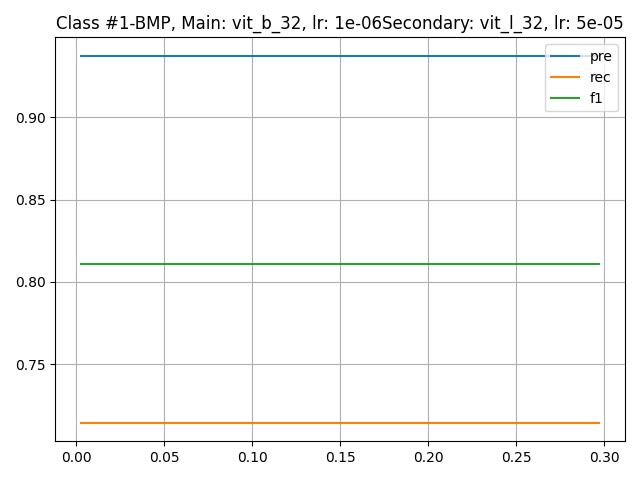 Class #1-BMP, Main: vit_b_32, lr: 1e-06Secondary: vit_l_32, lr: 5e-05
pre
rec
f1
0.90
0.85
0.80
0.75
0.00 0.05 0.10 0.15 0.20 0.25 0.30